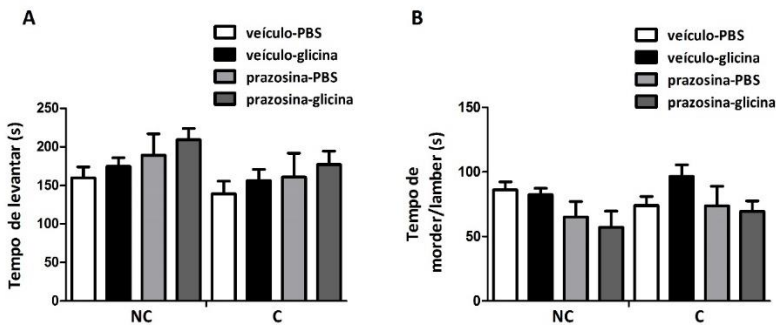 A
veículo-PBS
veículo-glicina
prazosina-PBS
prazosina-glicina
Tempo de levantar (s)
250
200
150
100
50
0
NC
C
B
veículo-PBS
veículo-glicina
prazosina-PBS
prazosina-glicina
Tempo de
morder/lamber (s)
150
100
50
0
NC
C